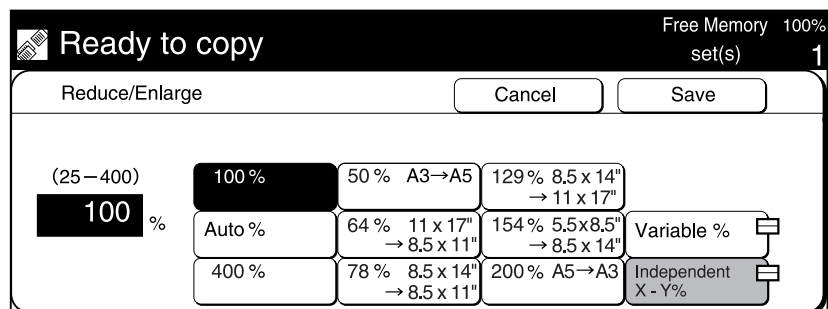 Ready to copy
Free Memory 100%
set(s) 1
Reduce/Enlarge
Cancel
Save
(25−400)
100 %
100 %
50 % A3→A5
129 % 8.5 x 14"
→ 11 x 17"
Auto %
64 % 11 x 17"
→ 8.5 x 11"
154 % 5.5x8.5"
→ 8.5 x 14"
Variable %
400 %
78 % 8.5 x 14"
→ 8.5 x 11"
200 % A5→A3
Independent
X - Y%